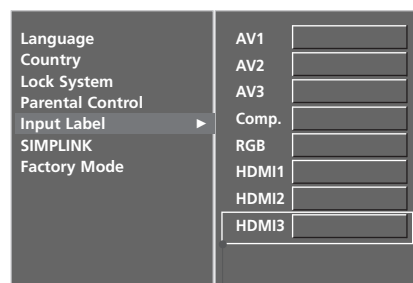 Language
Country
Lock System
Parental Control
Input Label ►
SIMPLINK
Factory Mode
AV1
AV2
AV3
Comp.
RGB
HDMI1
HDMI2
HDMI3